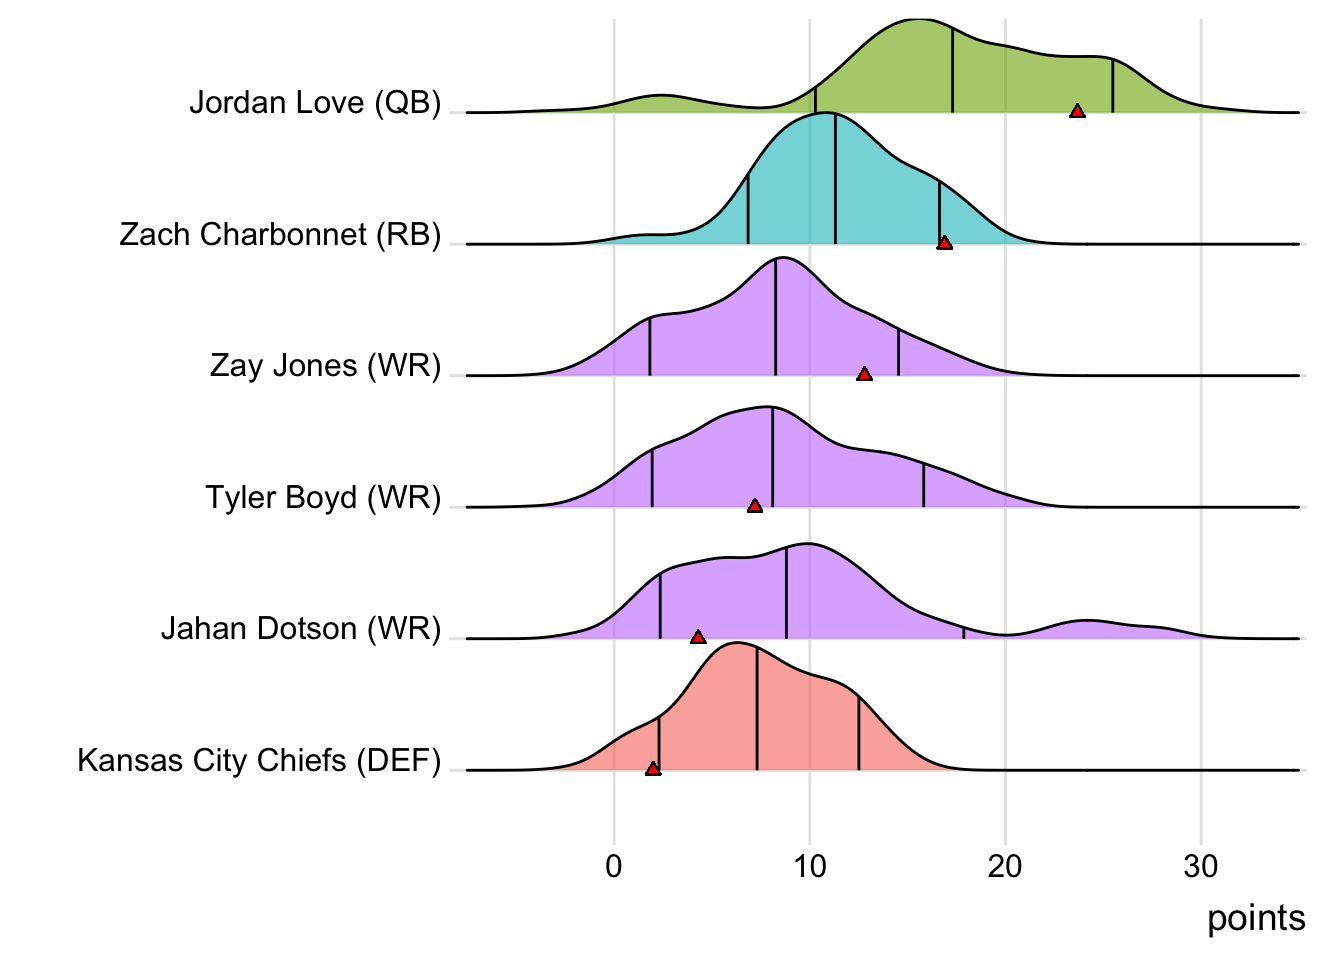 Jordan Love (QB)
Zach Charbonnet (RB)
Zay Jones (WR)
Tyler Boyd (WR)
Jahan Dotson (WR)
Kansas City Chiefs (DEF)
0 10 20 30
points